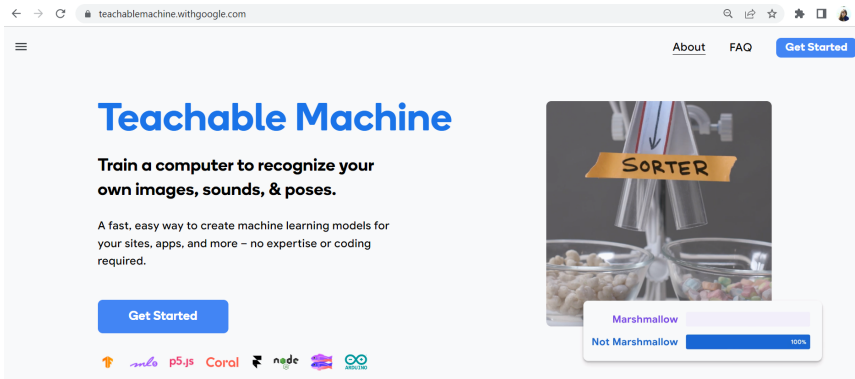 teachablemachine.withgoogle.com
About FAQ Get Started
Teachable Machine
Train a computer to recognize your
own images, sounds, & poses.
A fast, easy way to create machine learning models for
your sites, apps, and more – no expertise or coding
required.
Get Started
p5.js Coral node ARDUINO
SORTER
Marshmallow
Not Marshmallow 100%